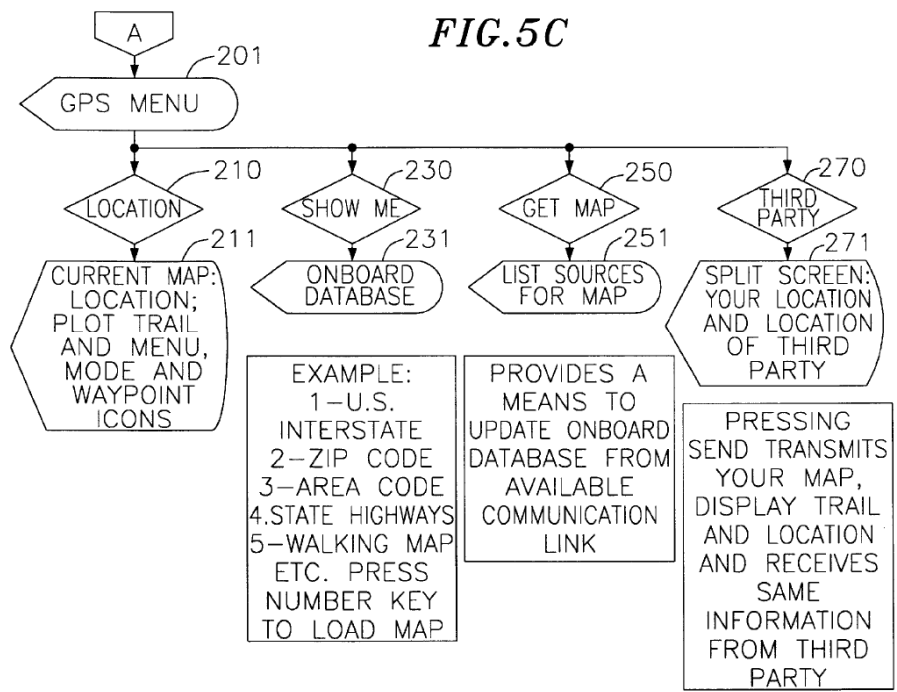 FIG.5C
A
201
GPS MENU
210
LOCATION
230
SHOW ME
250
GET MAP
270
THIRD
PARTY
211
CURRENT MAP:
LOCATION;
PLOT TRAIL
AND MENU,
MODE AND
WAYPOINT
ICONS
231
ONBOARD
DATABASE
251
LIST SOURCES
FOR MAP
271
SPLIT SCREEN:
YOUR LOCATION
AND LOCATION
OF THIRD
PARTY
EXAMPLE:
1-U.S.
INTERSTATE
2-ZIP CODE
3-AREA CODE
4.STATE HIGHWAYS
5-WALKING MAP
ETC. PRESS
NUMBER KEY
TO LOAD MAP
PROVIDES A
MEANS TO
UPDATE ONBOARD
DATABASE FROM
AVAILABLE
COMMUNICATION
LINK
PRESSING
SEND TRANSMITS
YOUR MAP,
DISPLAY TRAIL
AND LOCATION
AND RECEIVES
SAME
INFORMATION
FROM THIRD
PARTY